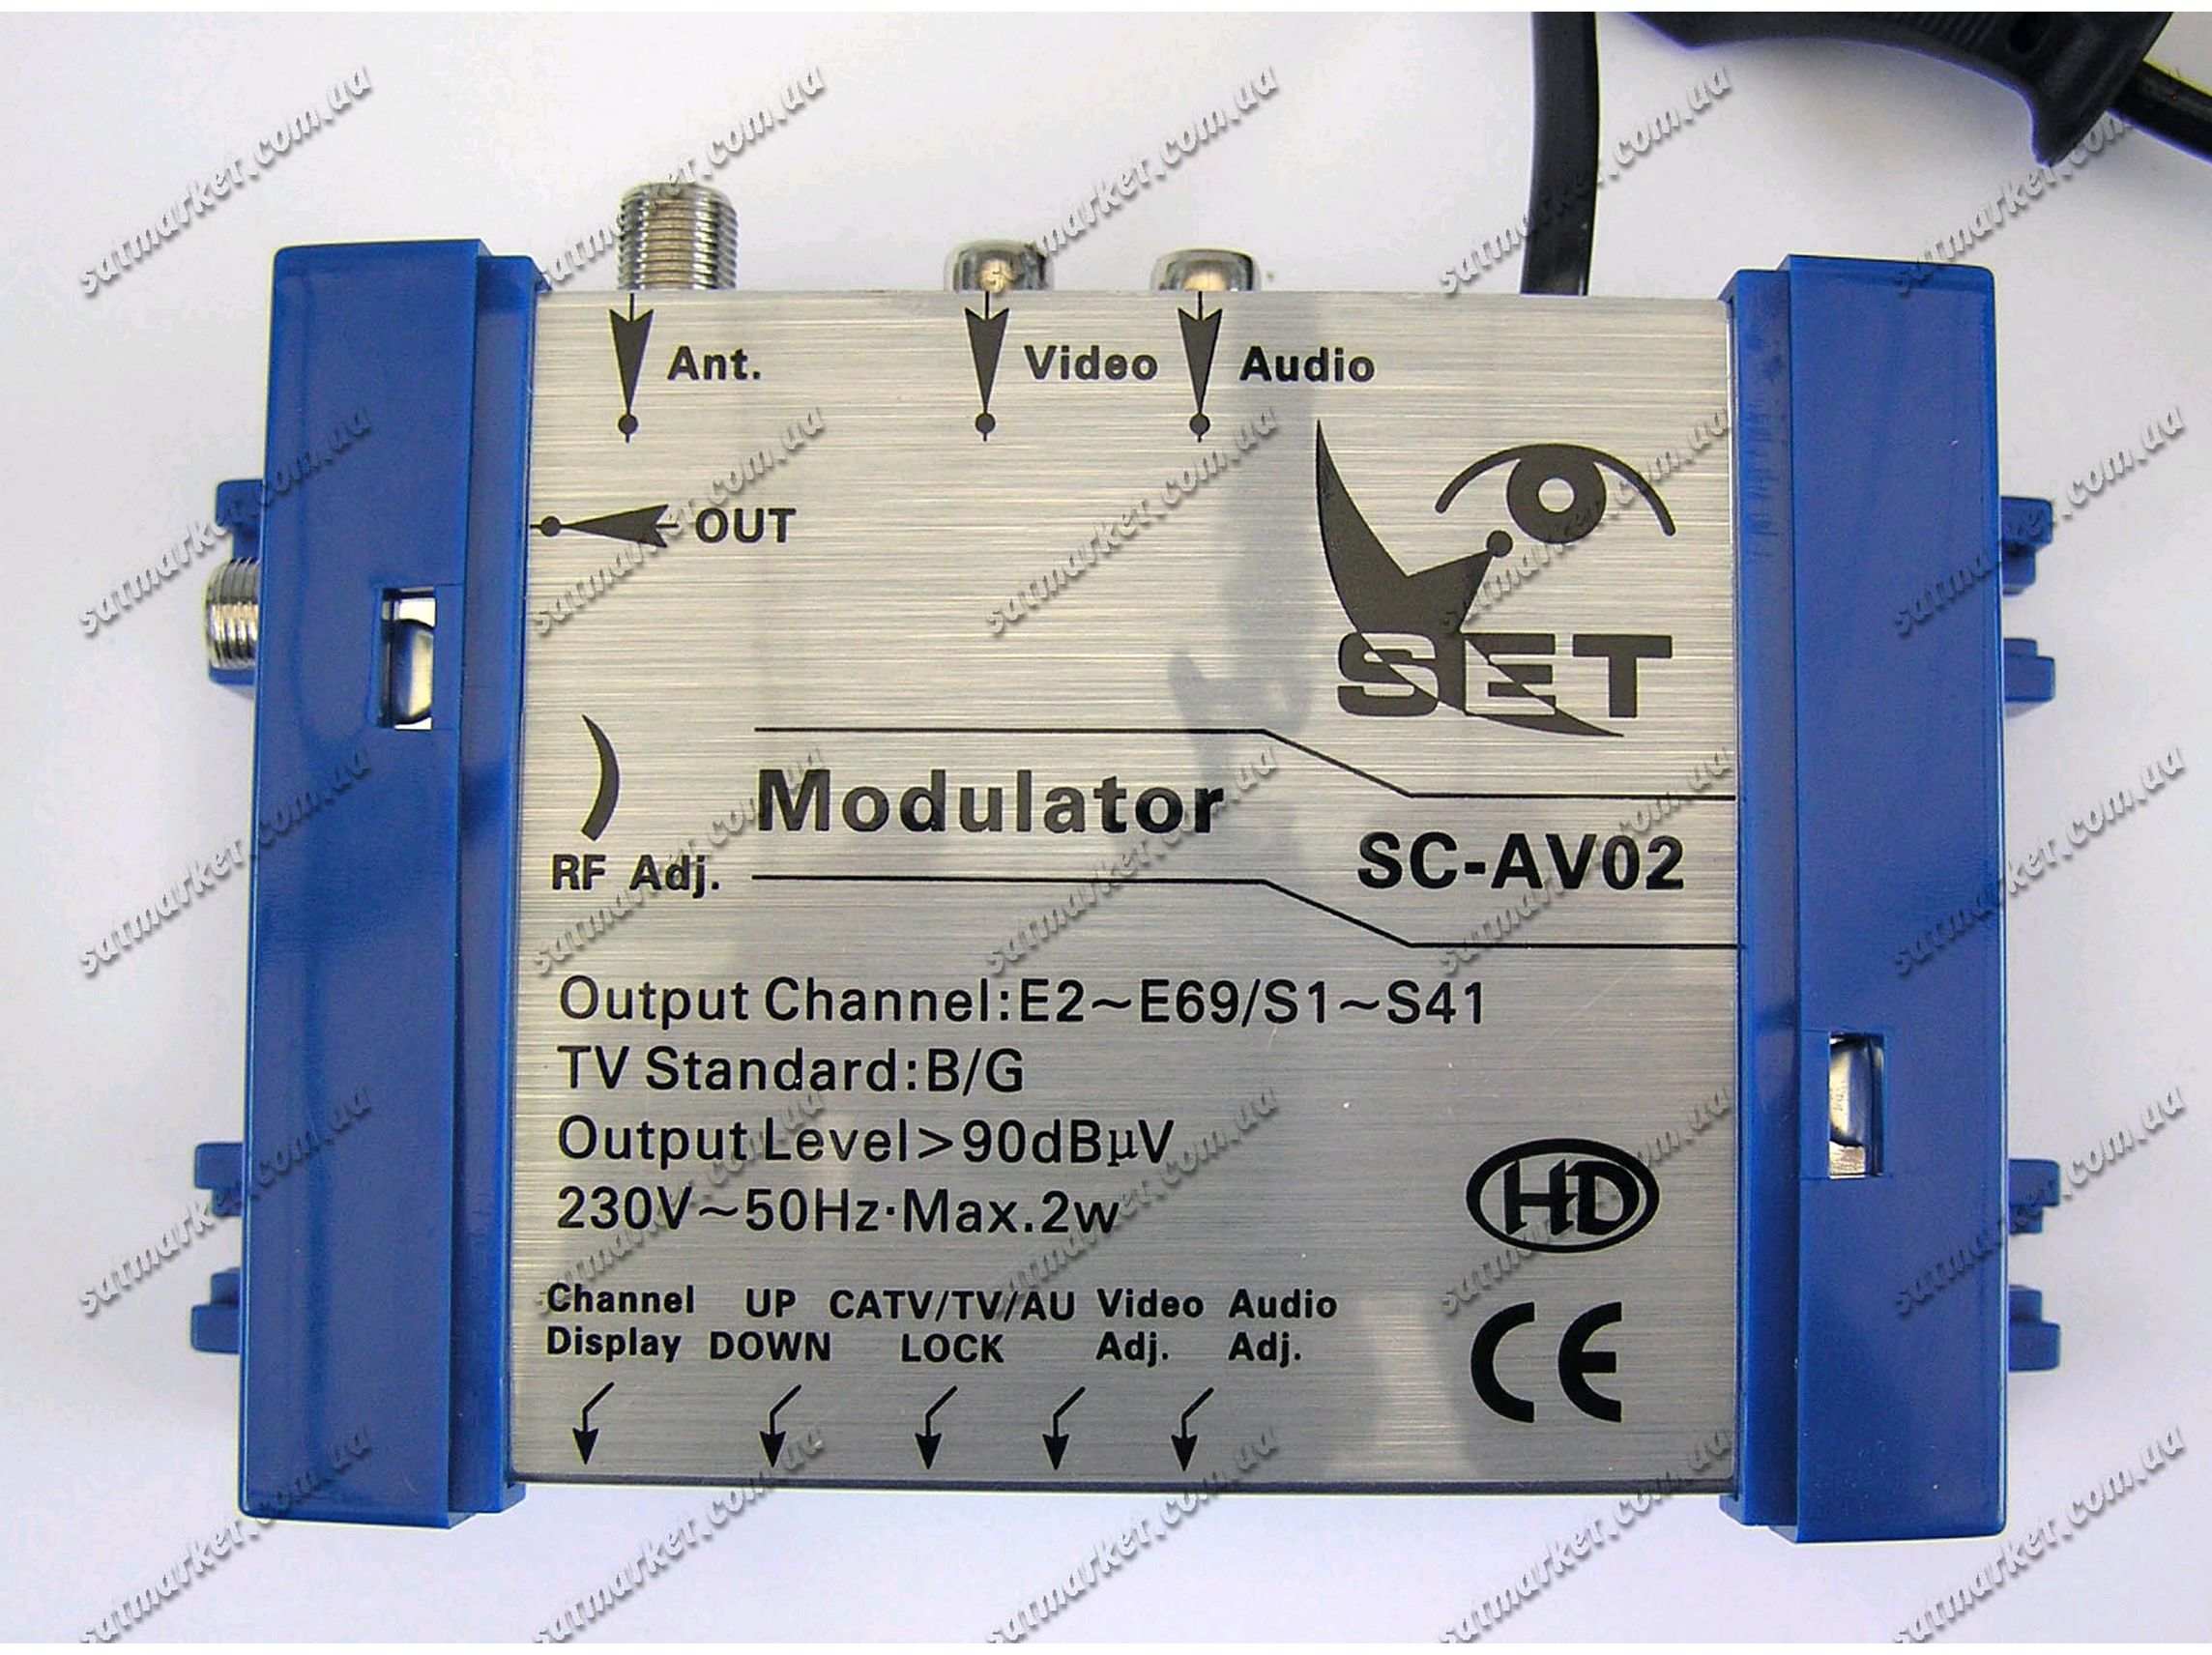 Ant.
Video
Audio
OUT
SET
Modulator
RF Adj.
SC-AV02
Output Channel:E2~E69/S1~S41
TV Standard:B/G
Output Level>90dBµV
230V~50Hz·Max.2w
HD
Channel Display
UP DOWN
CATV/TV/AU LOCK
Video Adj.
Audio Adj.
CE
satmarket.com.ua